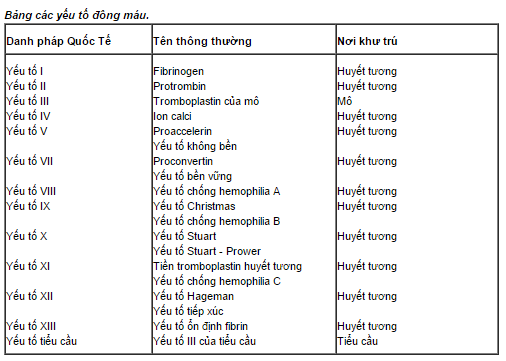 Bảng các yếu tố đông máu.
Danh pháp Quốc Tế Tên thông thường Nơi khư trú
Yếu tố I Fibrinogen Huyết tương
Yếu tố II Protrombin Huyết tương
Yếu tố III Tromboplastin của mô Mô
Yếu tố IV Ion calci Huyết tương
Yếu tố V Proaccelerin Huyết tương
Yếu tố không bền
Yếu tố VII Proconvertin Huyết tương
Yếu tố bền vững
Yếu tố VIII Yếu tố chống hemophilia A Huyết tương
Yếu tố IX Yếu tố Christmas Huyết tương
Yếu tố chống hemophilia B
Yếu tố X Yếu tố Stuart Huyết tương
Yếu tố Stuart - Prower
Yếu tố XI Tiền tromboplastin huyết tương Huyết tương
Yếu tố chống hemophilia C
Yếu tố XII Yếu tố Hageman Huyết tương
Yếu tố tiếp xúc
Yếu tố XIII Yếu tố ổn định fibrin Huyết tương
Yếu tố tiểu cầu Yếu tố III của tiểu cầu Tiểu cầu